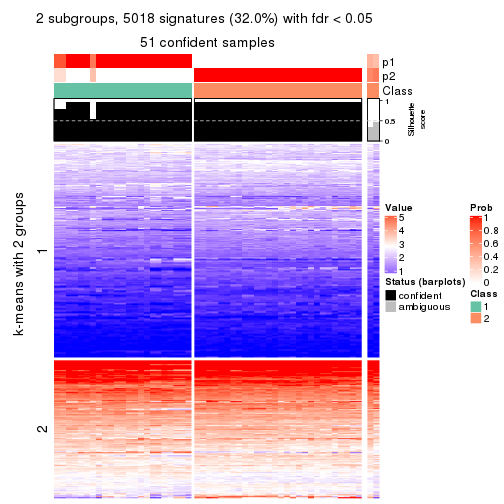 2 subgroups, 5018 signatures (32.0%) with fdr < 0.05
51 confident samples
p1
p2
Class
1
0.5
0
Silhouette
score
k-means with 2 groups
1
2
Value
5
4
3
2
1
Status (barplots)
confident
ambiguous
Prob
1
0.8
0.6
0.4
0.2
0
Class
1
2